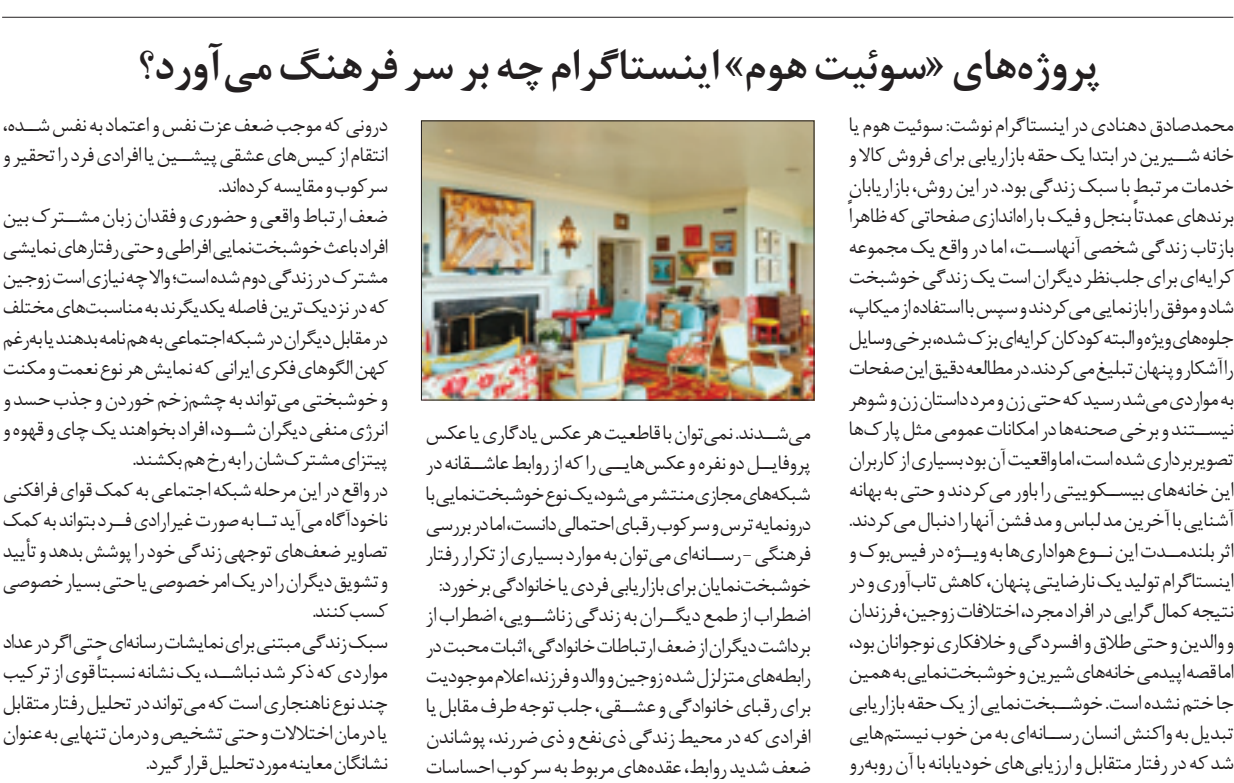 پروژه‌های «سوئیت هوم» اینستاگرام چه بر سر فرهنگ می‌آورد؟
محمدصادق دهنادی در اینستاگرام نوشت: سوئیت هوم یا
خانه شیرین در ابتدا یک حقه بازاریابی برای فروش کالا و
خدمات مرتبط با سبک زندگی بود. در این روش، بازاریابان
برندهای عمدتاً بنجل و فیک با راه‌اندازی صفحاتی که ظاهراً
بازتاب زندگی شخصی آنهاست، اما در واقع یک مجموعه
کرایه‌ای برای جلب‌نظر دیگران است یک زندگی خوشبخت
شاد و موفق را بازنمایی می‌کردند و سپس با استفاده از میکاپ،
جلوه‌های ویژه و البته کودکان کرایه‌ای بزک شده، برخی وسایل
را آشکار و پنهان تبلیغ می‌کردند. در مطالعه دقیق این صفحات
به مواردی می‌شد رسید که حتی زن و مرد داستان زن و شوهر
نیستند و برخی صحنه‌ها در امکانات عمومی مثل پارک‌ها
تصویربرداری شده است، اما واقعیت آن بود بسیاری از کاربران
این خانه‌های بیسکوییتی را باور می‌کردند و حتی به بهانه
آشنایی با آخرین مد لباس و مد فشن آنها را دنبال می‌کردند.
اثر بلندمدت این نوع هواداری‌ها به ویژه در فیس‌بوک و
اینستاگرام تولید یک نارضایتی پنهان، کاهش تاب‌آوری و در
نتیجه کمال‌گرایی در افراد مجرد، اختلافات زوجین، فرزندان
و والدین و حتی طلاق و افسردگی و خلافکاری نوجوانان بود،
اما قصه اپیدمی خانه‌های شیرین و خوشبخت‌نمایی به همین
جا ختم نشده است. خوشبخت‌نمایی از یک حقه بازاریابی
تبدیل به واکنش انسان رسانه‌ای به من خوب نیستم‌هایی
شد که در رفتار متقابل و ارزیابی‌های خودیابانه با آن روبه‌رو
می‌شدند. نمی‌توان با قاطعیت هر عکس یادگاری یا عکس
پروفایل دو نفره و عکس‌هایی را که از روابط عاشقانه در
شبکه‌های مجازی منتشر می‌شود، یک نوع خوشبخت‌نمایی با
درونمایه ترس و سرکوب رقبای احتمالی دانست، اما در بررسی
فرهنگی - رسانه‌ای می‌توان به موارد بسیاری از تکرار رفتار
خوشبخت‌نمایان برای بازاریابی فردی یا خانوادگی برخورد:
اضطراب از طمع دیگران به زندگی زناشویی، اضطراب از
برداشت دیگران از ضعف ارتباطات خانوادگی، اثبات محبت در
رابطه‌های متزلزل شده زوجین و والد و فرزند، اعلام موجودیت
برای رقبای خانوادگی و عشقی، جلب توجه طرف مقابل یا
افرادی که در محیط زندگی ذی‌نفع و ذی ضررند، پوشاندن
ضعف شدید روابط، عقده‌های مربوط به سرکوب احساسات
درونی که موجب ضعف عزت نفس و اعتماد به نفس شده،
انتقام از کیس‌های عشقی پیشین یا افرادی فرد را تحقیر و
سرکوب و مقایسه کرده‌اند.
ضعف ارتباط واقعی و حضوری و فقدان زبان مشترک بین
افراد باعث خوشبخت‌نمایی افراطی و حتی رفتارهای نمایشی
مشترک در زندگی دوم شده است؛ والا چه نیازی است زوجین
که در نزدیک‌ترین فاصله یکدیگرند به مناسبت‌های مختلف
در مقابل دیگران در شبکه اجتماعی به هم نامه بدهند یا به رغم
کهن الگوهای فکری ایرانی که نمایش هر نوع نعمت و مکنت
و خوشبختی می‌تواند به چشم‌زخم خوردن و جذب حسد و
انرژی منفی دیگران شود، افراد بخواهند یک چای و قهوه و
پیتزای مشترک‌شان را به رخ هم بکشند.
در واقع در این مرحله شبکه اجتماعی به کمک قوای فرافکنی
ناخودآگاه می‌آید تا به صورت غیرارادی فرد بتواند به کمک
تصاویر ضعف‌های توجهی زندگی خود را پوشش بدهد و تأیید
و تشویق دیگران را در یک امر خصوصی یا حتی بسیار خصوصی
کسب کنند.
سبک زندگی مبتنی برای نمایشات رسانه‌ای حتی اگر در عداد
مواردی که ذکر شد نباشد، یک نشانه نسبتاً قوی از ترکیب
چند نوع ناهنجاری است که می‌تواند در تحلیل رفتار متقابل
یا درمان اختلالات و حتی تشخیص و درمان تنهایی به عنوان
نشانگان معاینه مورد تحلیل قرار گیرد.